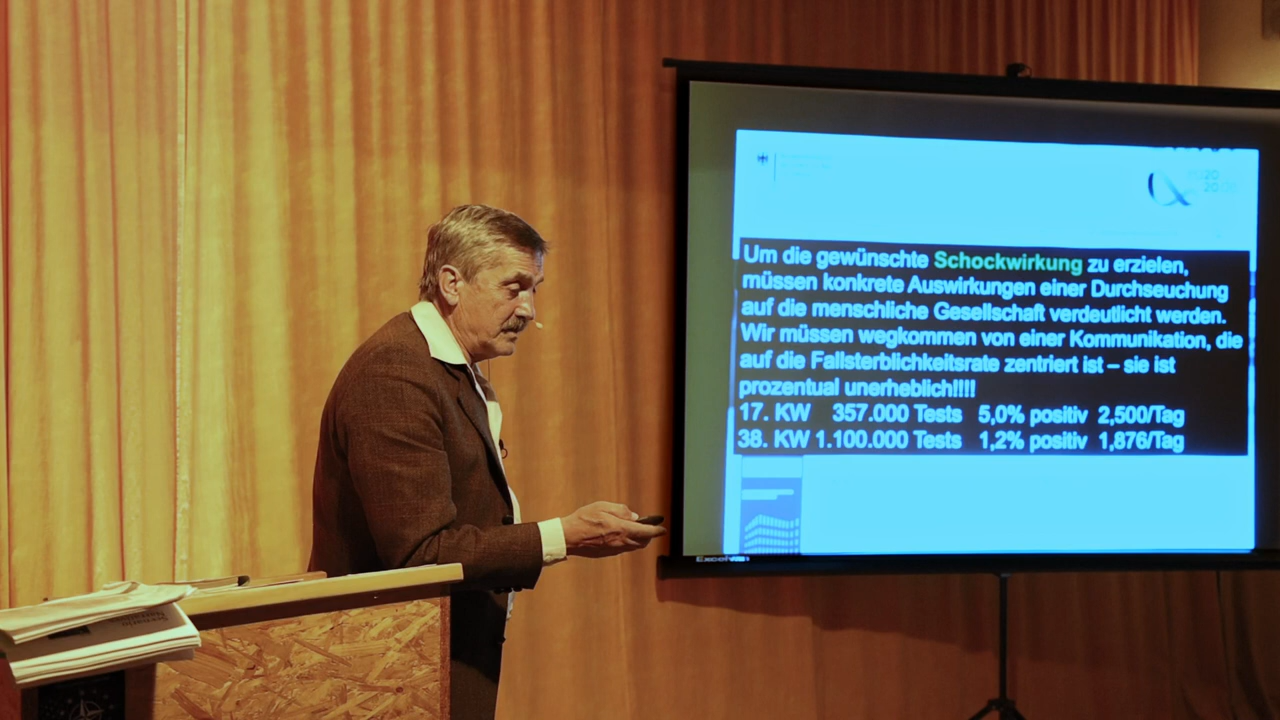 Um die gewünschte Schockwirkung zu erzielen,
müssen konkrete Auswirkungen einer Durchseuchung
auf die menschliche Gesellschaft verdeutlicht werden.
Wir müssen wegkommen von einer Kommunikation, die
auf die Fallsterblichkeitsrate zentriert ist – sie ist
prozentual unerheblich!!!!
17. KW 357.000 Tests 5,0% positiv 2,500/Tag
38. KW 1.100.000 Tests 1,2% positiv 1,876/Tag